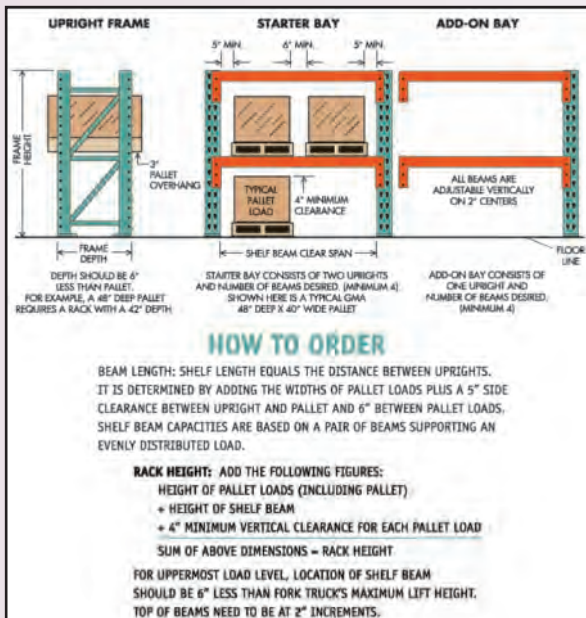 UPRIGHT FRAME
STARTER BAY
ADD-ON BAY
5" MIN.
6" MIN.
5" MIN.
FRAME
HEIGHT
3"
PALLET
OVERHANG
TYPICAL
PALLET
LOAD
4" MINIMUM
CLEARANCE
ALL BEAMS ARE
ADJUSTABLE VERTICALLY
ON 2" CENTERS
FRAME
DEPTH
SHELF BEAM CLEAR SPAN
FLOOR
LINE
DEPTH SHOULD BE 6"
LESS THAN PALLET.
FOR EXAMPLE, A 48" DEEP PALLET
REQUIRES A RACK WITH A 42" DEPTH
STARTER BAY CONSISTS OF TWO UPRIGHTS
AND NUMBER OF BEAMS DESIRED. (MINIMUM 4)
SHOWN HERE IS A TYPICAL GMA
48" DEEP X 40" WIDE PALLET
ADD-ON BAY CONSISTS OF
ONE UPRIGHT AND
NUMBER OF BEAMS DESIRED.
(MINIMUM 4)
HOW TO ORDER
BEAM LENGTH: SHELF LENGTH EQUALS THE DISTANCE BETWEEN UPRIGHTS.
IT IS DETERMINED BY ADDING THE WIDTHS OF PALLET LOADS PLUS A 5" SIDE
CLEARANCE BETWEEN UPRIGHT AND PALLET AND 6" BETWEEN PALLET LOADS.
SHELF BEAM CAPACITIES ARE BASED ON A PAIR OF BEAMS SUPPORTING AN
EVENLY DISTRIBUTED LOAD.
RACK HEIGHT: ADD THE FOLLOWING FIGURES:
HEIGHT OF PALLET LOADS (INCLUDING PALLET)
+ HEIGHT OF SHELF BEAM
+ 4" MINIMUM VERTICAL CLEARANCE FOR EACH PALLET LOAD
SUM OF ABOVE DIMENSIONS = RACK HEIGHT
FOR UPPERMOST LOAD LEVEL, LOCATION OF SHELF BEAM
SHOULD BE 6" LESS THAN FORK TRUCK'S MAXIMUM LIFT HEIGHT.
TOP OF BEAMS NEED TO BE AT 2" INCREMENTS.